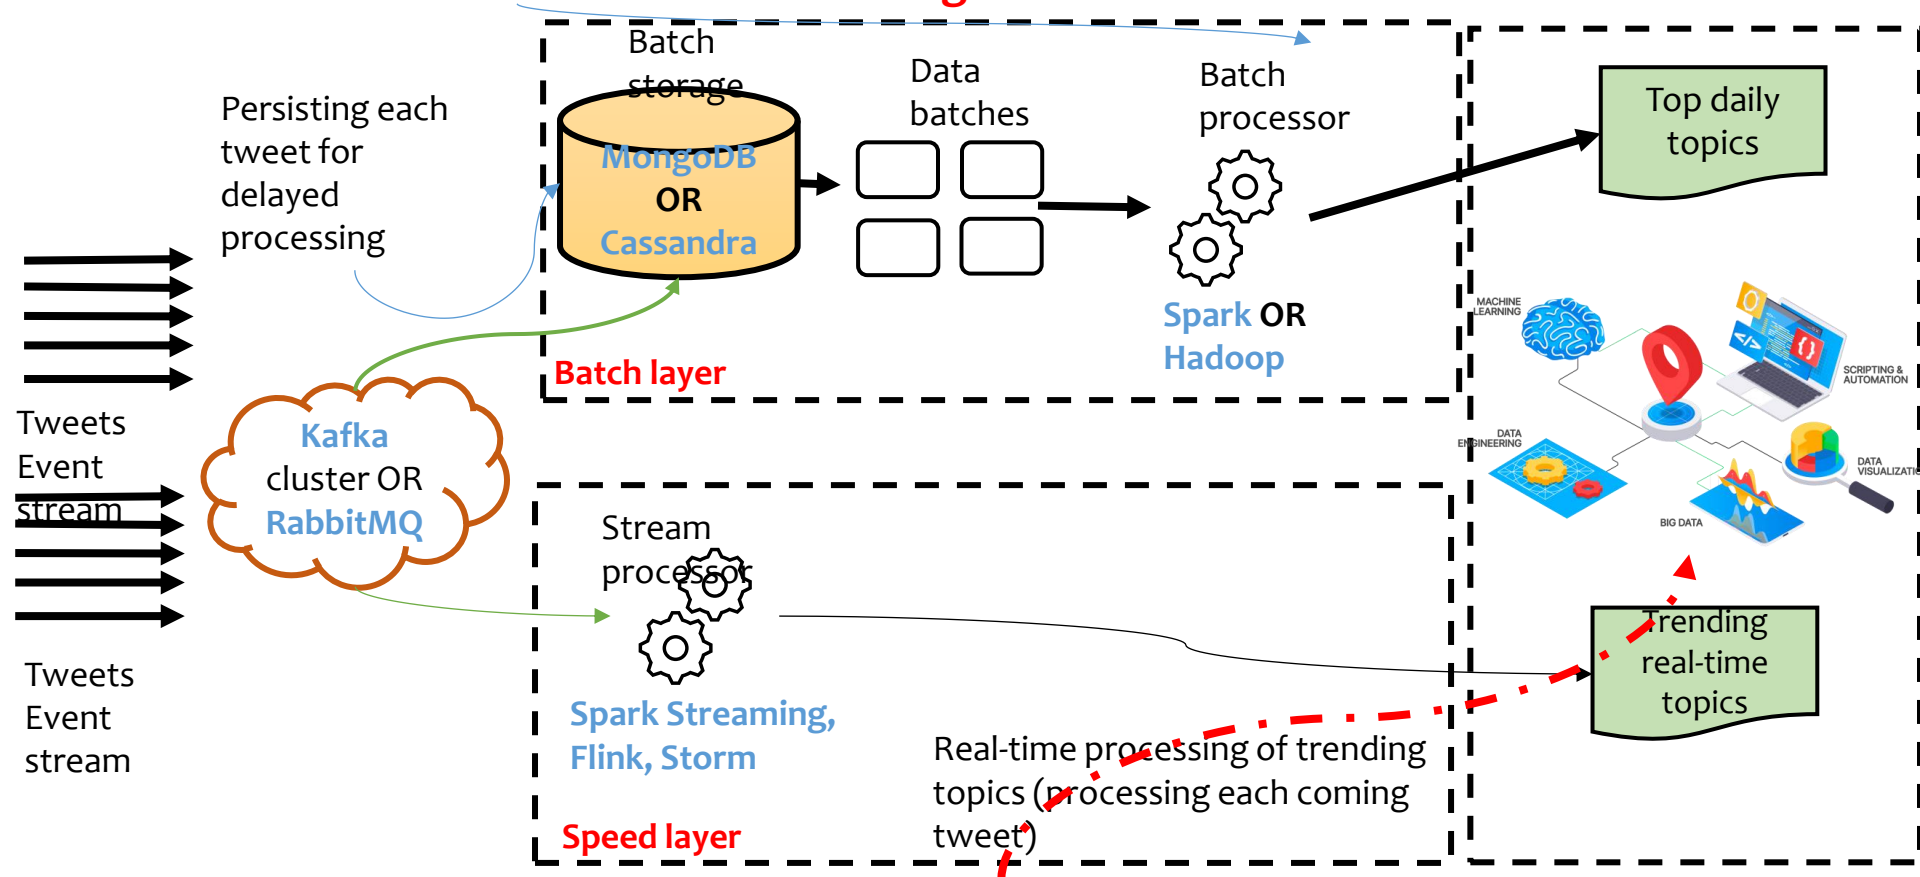 Batch
storage
Data
batches
Batch
processor
Top daily
topics
Persisting each
tweet for
delayed
processing
MongoDB
OR
Cassandra
Spark OR
Hadoop
Batch layer
MACHINE
LEARNING
SCRIPTING &
AUTOMATION
DATA
ENGINEERING
DATA
VISUALIZATIO
BIG DATA
Tweets
Event
stream
Kafka
cluster OR
RabbitMQ
Stream
processor
Spark Streaming,
Flink, Storm
Speed layer
Tweets
Event
stream
Real-time processing of trending
topics (processing each coming
tweet)
Trending
real-time
topics